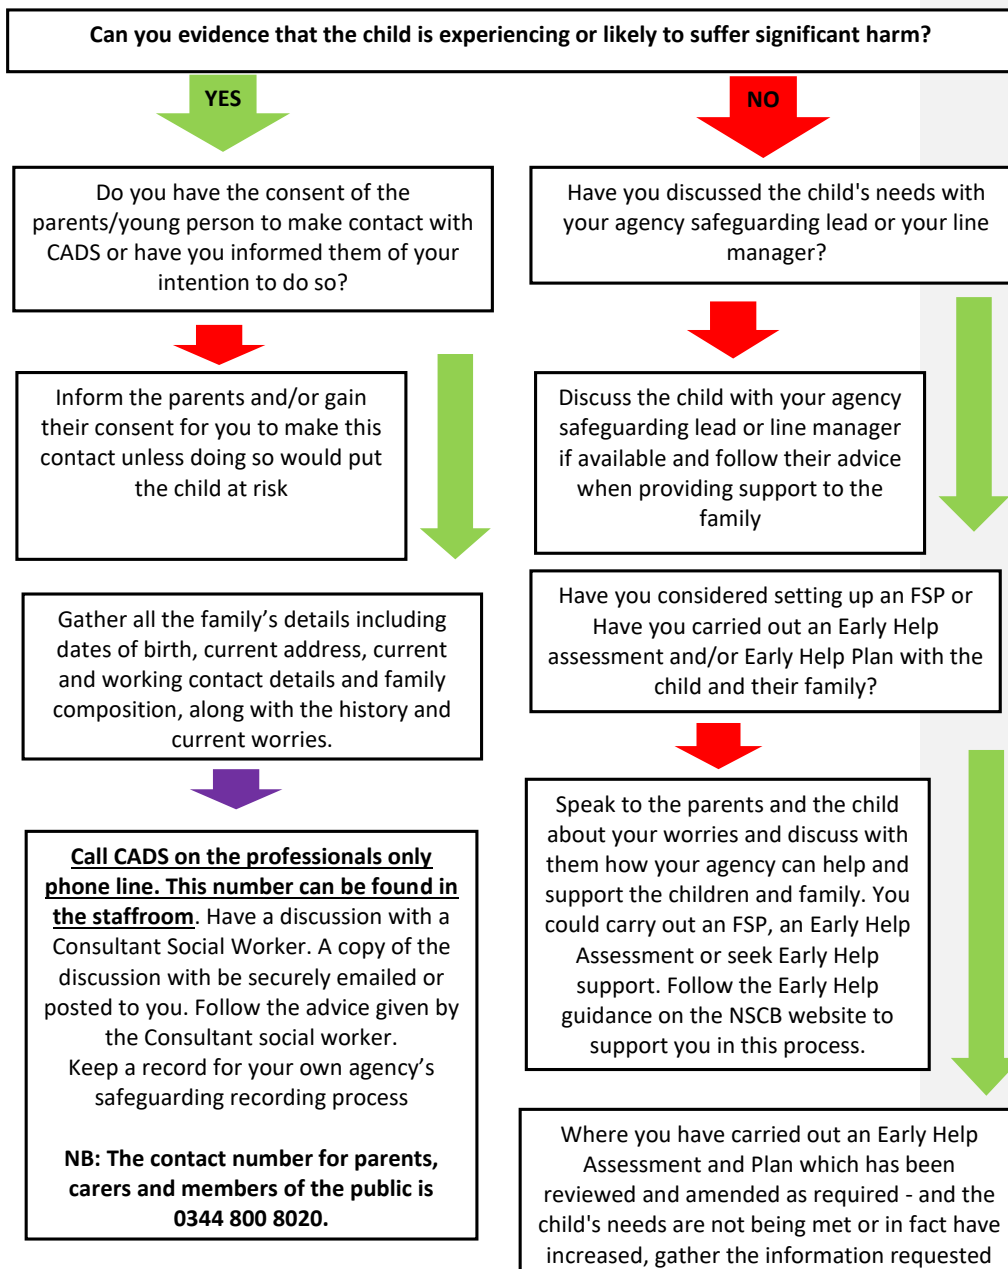 Can you evidence that the child is experiencing or likely to suffer significant harm?
YES
NO
Do you have the consent of the
parents/young person to make contact with
CADS or have you informed them of your
intention to do so?
Inform the parents and/or gain
their consent for you to make this
contact unless doing so would put
the child at risk
Gather all the family’s details including
dates of birth, current address, current
and working contact details and family
composition, along with the history and
current worries.
Call CADS on the professionals only
phone line. This number can be found in
the staffroom. Have a discussion with a
Consultant Social Worker. A copy of the
discussion with be securely emailed or
posted to you. Follow the advice given by
the Consultant social worker.
Keep a record for your own agency’s
safeguarding recording process
NB: The contact number for parents,
carers and members of the public is
0344 800 8020.
Have you discussed the child's needs with
your agency safeguarding lead or your line
manager?
Discuss the child with your agency
safeguarding lead or line manager
if available and follow their advice
when providing support to the
family
Have you considered setting up an FSP or
Have you carried out an Early Help
assessment and/or Early Help Plan with the
child and their family?
Speak to the parents and the child
about your worries and discuss with
them how your agency can help and
support the children and family. You
could carry out an FSP, an Early Help
Assessment or seek Early Help
support. Follow the Early Help
guidance on the NSCB website to
support you in this process.
Where you have carried out an Early Help
Assessment and Plan which has been
reviewed and amended as required - and the
child's needs are not being met or in fact have
increased, gather the information requested